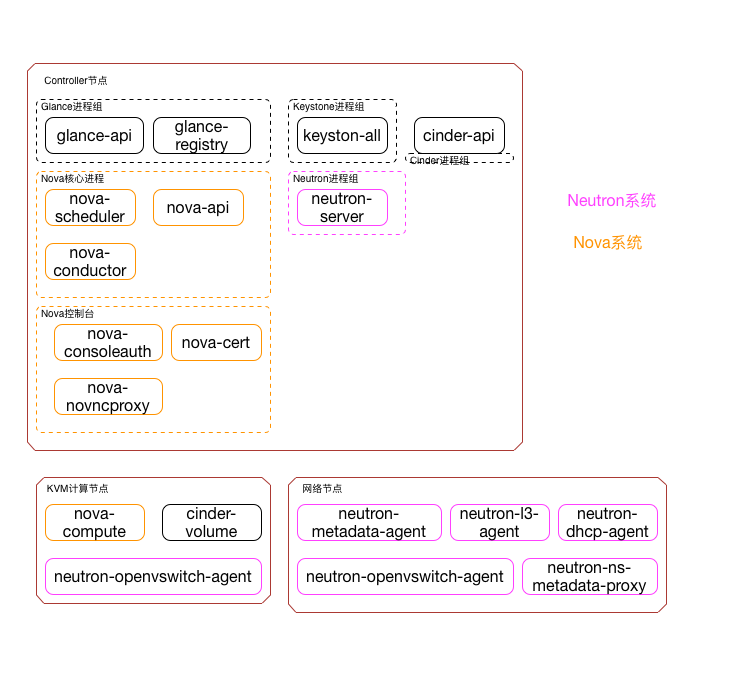 Controller节点
Glance进程组
glance-api
glance-
registry
Keystone进程组
keyston-all
cinder-api
Cinder进程组
Nova核心进程
nova-
scheduler
nova-api
nova-
conductor
Neutron进程组
neutron-
server
Neutron系统
Nova系统
Nova控制台
nova-
consoleauth
nova-cert
nova-
novncproxy
KVM计算节点
nova-
compute
cinder-
volume
neutron-openvswitch-agent
网络节点
neutron-
metadata-agent
neutron-l3-
agent
neutron-
dhcp-agent
neutron-openvswitch-agent
neutron-ns-
metadata-proxy